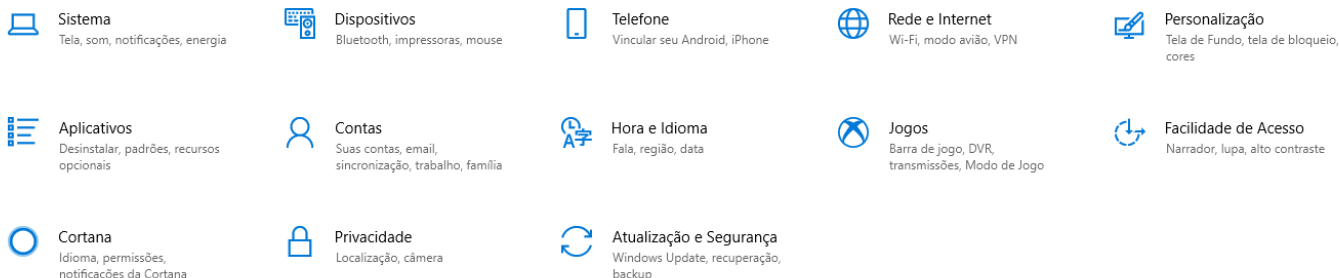 Sistema
Tela, som, notificações, energia
Dispositivos
Bluetooth, impressoras, mouse
Telefone
Vincular seu Android, iPhone
Rede e Internet
Wi-Fi, modo avião, VPN
Personalização
Tela de Fundo, tela de bloqueio,
cores
Aplicativos
Desinstalar, padrões, recursos
opcionais
Contas
Suas contas, email,
sincronização, trabalho, família
A字
Hora e Idioma
Fala, região, data
Jogos
Barra de jogo, DVR,
transmissões, Modo de Jogo
Facilidade de Acesso
Narrador, lupa, alto contraste
Cortana
Idioma, permissões,
notificações da Cortana
Privacidade
Localização, câmera
Atualização e Segurança
Windows Update, recuperação,
backup